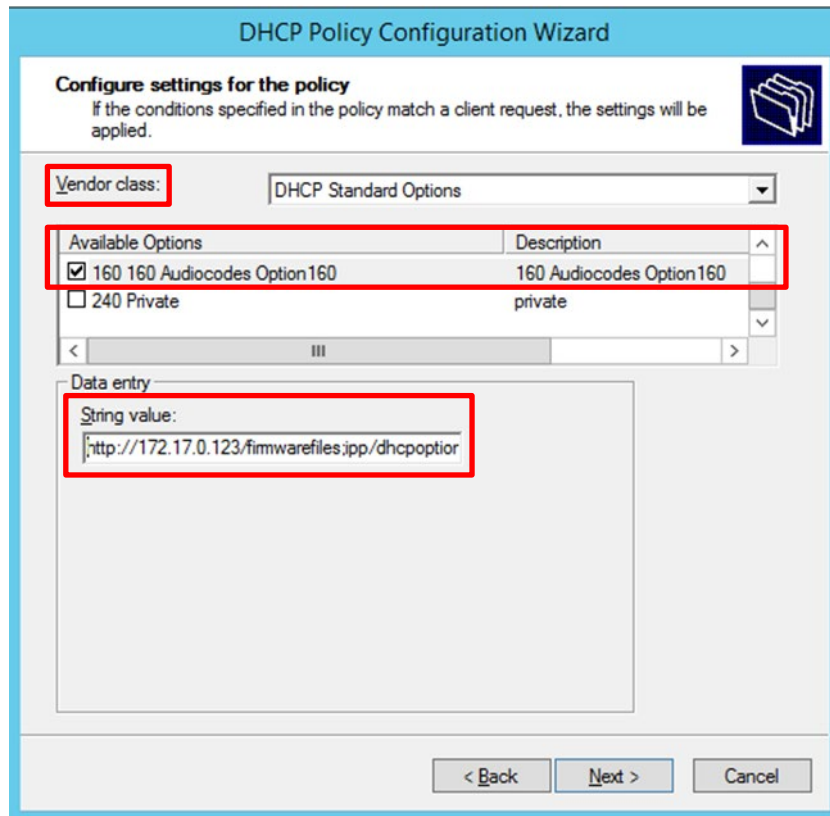 DHCP Policy Configuration Wizard
Configure settings for the policy
If the conditions specified in the policy match a client request, the settings will be
applied.
Vendor class: DHCP Standard Options
Available Options Description
160 160 Audiocodes Option160 160 Audiocodes Option160
240 Private private
Data entry
String value:
http://172.17.0.123/firmwarefiles;ipp/dhcpoption
< Back Next > Cancel